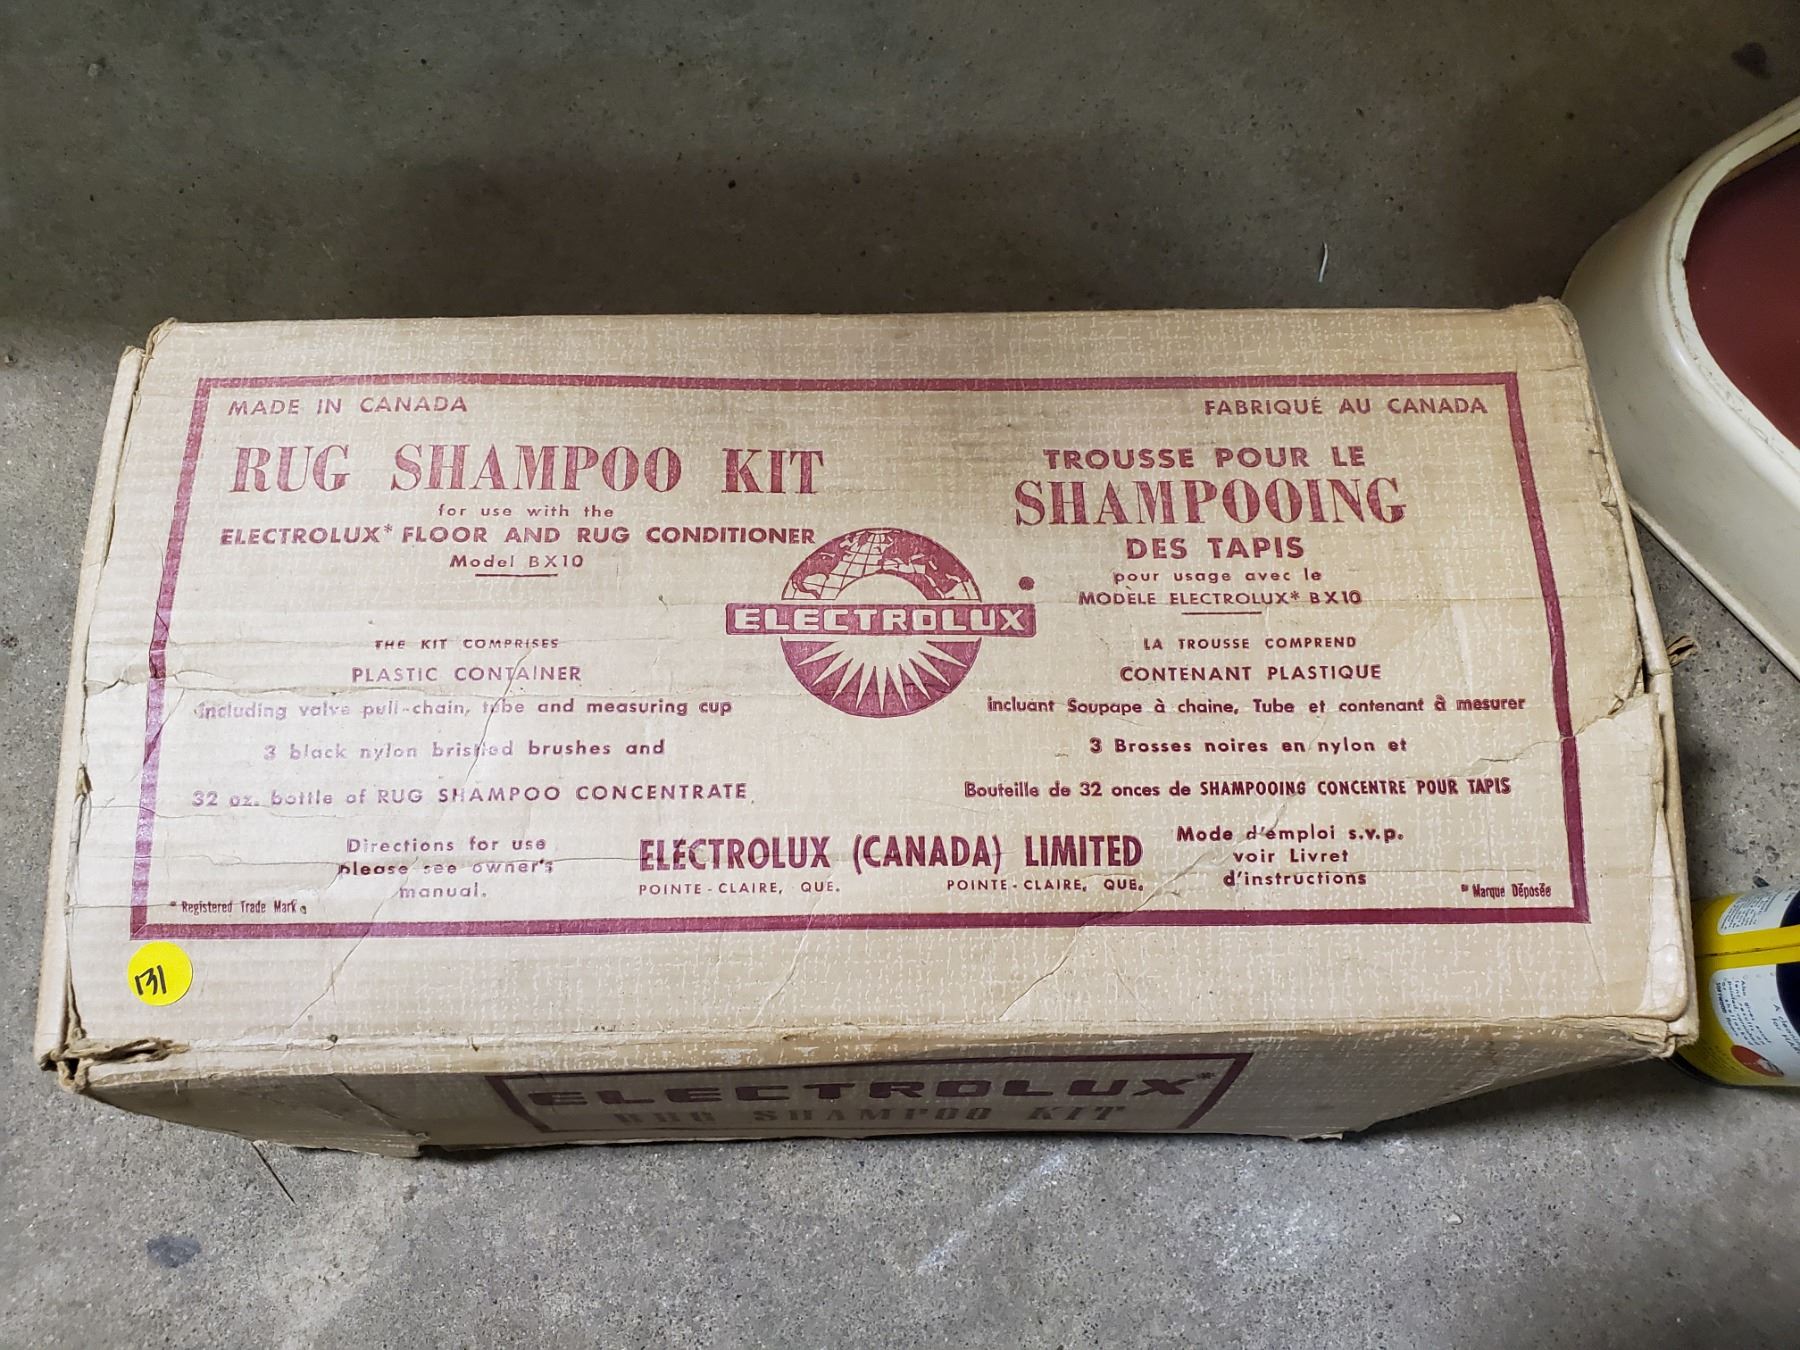 MADE IN CANADA
RUG SHAMPOO KIT
for use with the
ELECTROLUX* FLOOR AND RUG CONDITIONER
Model BX10
THE KIT COMPRISES
PLASTIC CONTAINER
including valve pull-chain, tube and measuring cup
3 black nylon bristled brushes and
32 oz. bottle of RUG SHAMPOO CONCENTRATE
Directions for use
please see owner's
manual.
* Registered Trade Mark
ELECTROLUX
FABRIQUÉ AU CANADA
TROUSSE POUR LE
SHAMPOOING
DES TAPIS
pour usage avec le
MODÈLE ELECTROLUX* BX10
LA TROUSSE COMPREND
CONTENANT PLASTIQUE
incluant Soupape à chaine, Tube et contenant à mesurer
3 Brosses noires en nylon et
Bouteille de 32 onces de SHAMPOOING CONCENTRE POUR TAPIS
Mode d'emploi s.v.p.
voir Livret
d'instructions
* Marque Déposée
ELECTROLUX (CANADA) LIMITED
POINTE-CLAIRE, QUE. POINTE-CLAIRE, QUE.
131
ELECTROLUX*
RUG SHAMPOO KIT